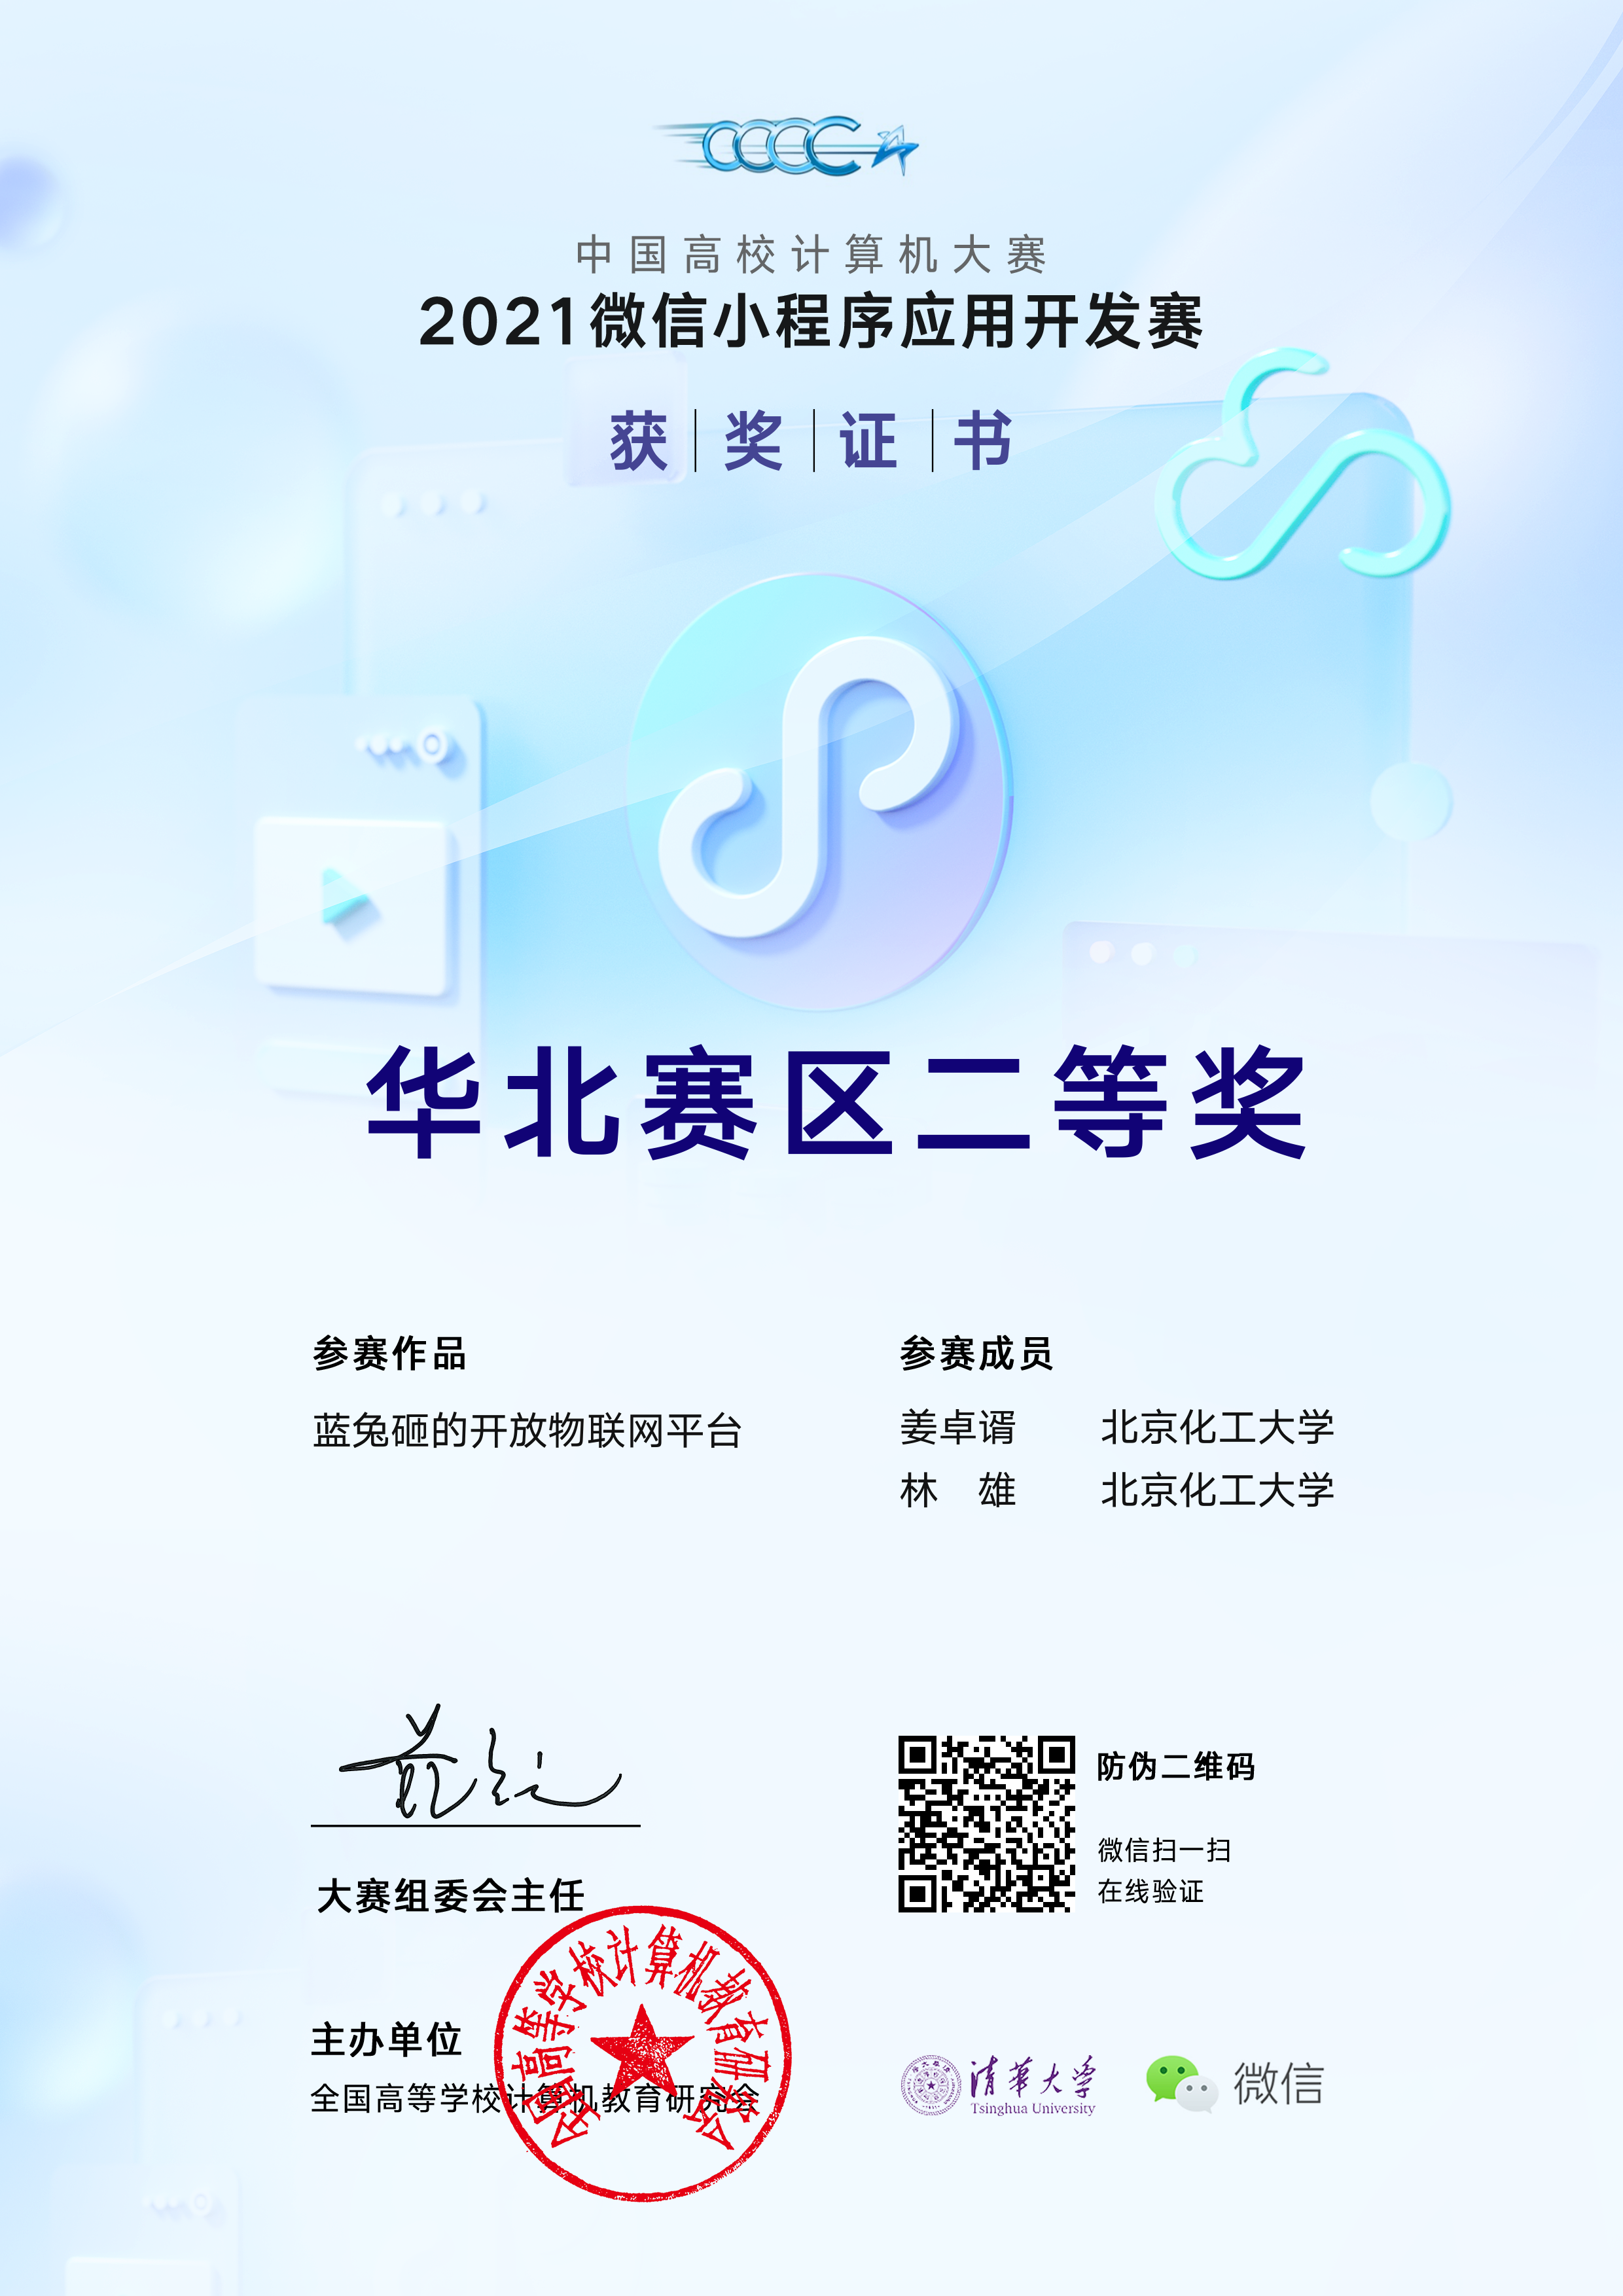 CCCC
中国高校计算机大赛
2021微信小程序应用开发赛
获奖证书
华北赛区二等奖
参赛作品
蓝兔砸的开放物联网平台
参赛成员
姜卓谞 北京化工大学
林 雄 北京化工大学
大赛组委会主任
防伪二维码
微信扫一扫
在线验证
主办单位
全国高等学校计算机教育研究会
全国高等学校计算机教育研究会
清華大学
Tsinghua University
微信